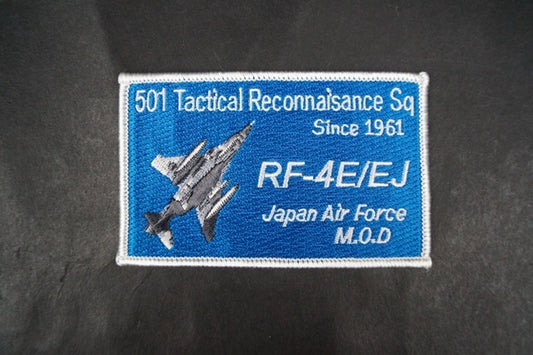 501 Tactical Reconnaisance Sq
Since 1961
RF-4E/EJ
Japan Air Force
M.O.D